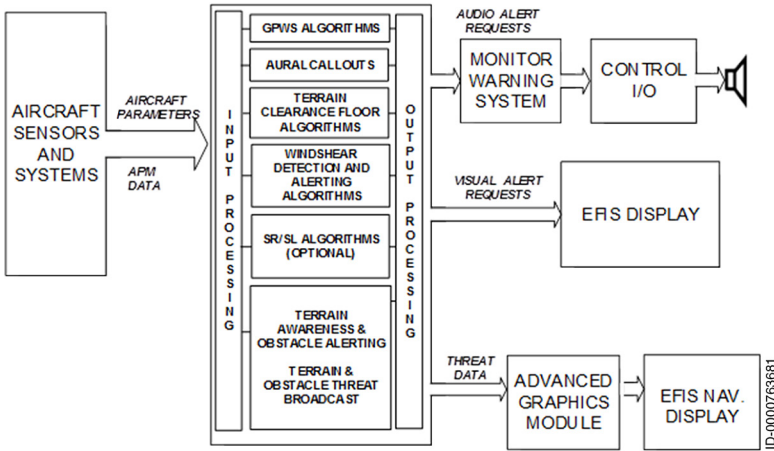 AIRCRAFT
SENSORS
AND
SYSTEMS
AIRCRAFT
PARAMETERS
APM
DATA
INPUT PROCESSING
GPWS ALGORITHMS
AURAL CALLOUTS
TERRAIN
CLEARANCE FLOOR
ALGORITHMS
WINDSHEAR
DETECTION AND
ALERTING
ALGORITHMS
SR/SL ALGORITHMS
(OPTIONAL)
TERRAIN
AWARENESS &
OBSTACLE ALERTING
TERRAIN &
OBSTACLE THREAT
BROADCAST
OUTPUT PROCESSING
AUDIO ALERT
REQUESTS
MONITOR
WARNING
SYSTEM
CONTROL
I/O
VISUAL ALERT
REQUESTS
EFIS DISPLAY
THREAT
DATA
ADVANCED
GRAPHICS
MODULE
EFIS NAV.
DISPLAY
ID-0000763681